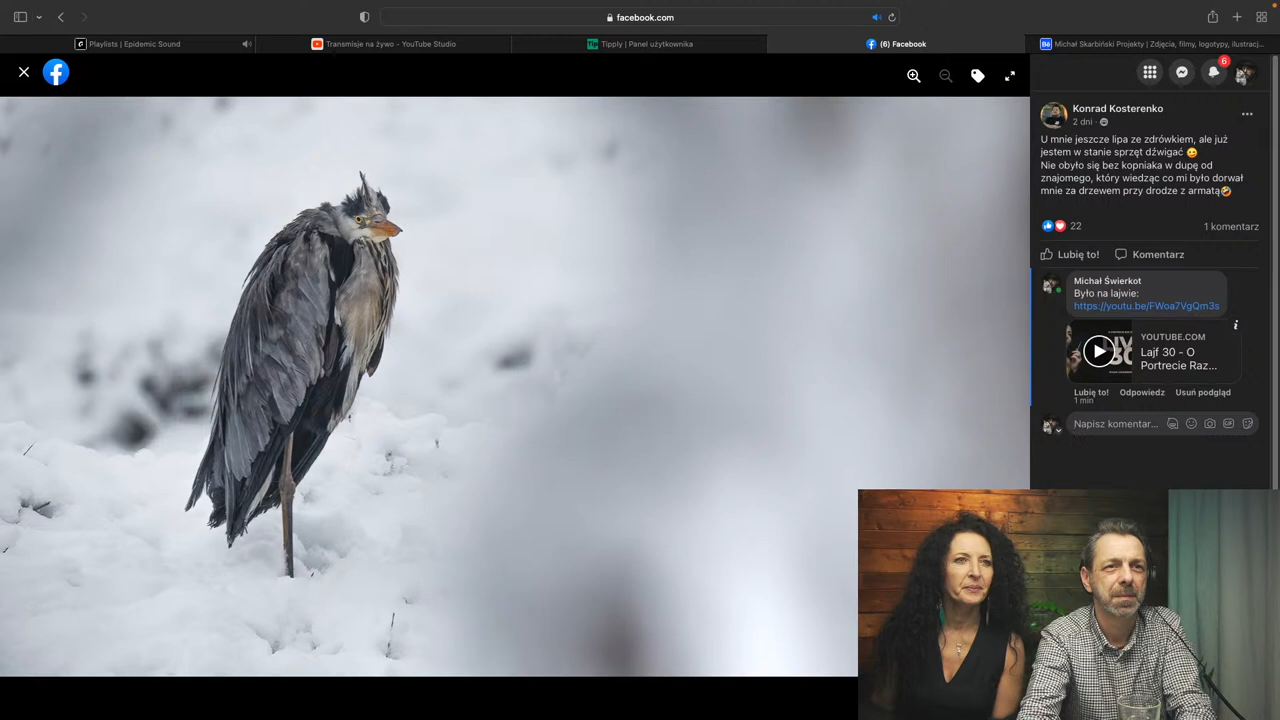 facebook.com
Playlists | Epidemic Sound
Transmisje na żywo - YouTube Studio
Tip
Tipply | Panel użytkownika
(6) Facebook
Bē
Michał Skarbiński Projekty | Zdjęcia, filmy, logotypy, ilustracj...
6
Konrad Kosterenko
2 dni
U mnie jeszcze lipa ze zdrówkiem, ale już
jestem w stanie sprzęt dźwigać 😜
Nie obyło się bez kopniaka w dupę od
znajomego, który wiedząc co mi było dorwał
mnie za drzewem przy drodze z armatą🤣
22
1 komentarz
Lubię to!
Komentarz
Michał Świerkot
Było na lajwie:
https://youtu.be/FWoa7VgQm3s
YOUTUBE.COM
Lajf 30 - O
Portrecie Raz...
Lubię to!
Odpowiedz
Usuń podgląd
1 min
Napisz komentar...